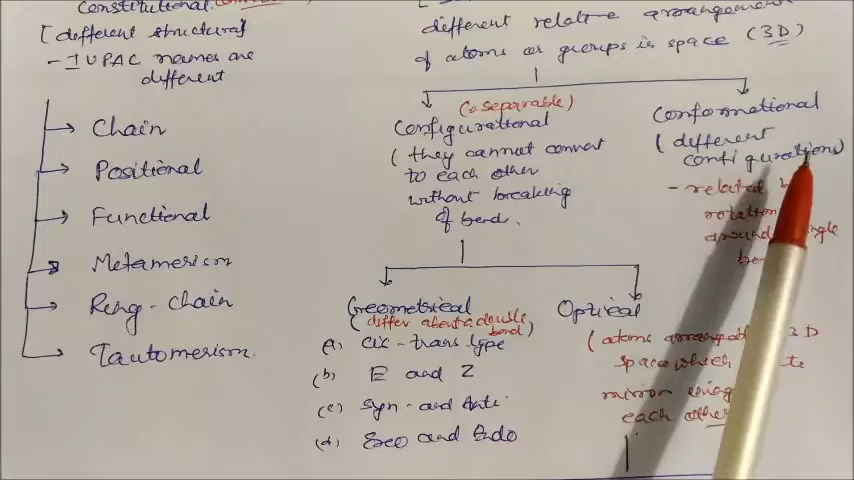 Constitutional.
[different structural]
- IUPAC names are
different
Chain
Positional
Functional
Metamerism
Ring-chain
Tautomerism.
different relative arrangement
of atoms or groups in space (3D)
(a separable)
Configurational
( they cannot convert
to each other
without breaking
of bond.
Conformational
( different
configurations)
- related
around
Geometrical
( differ about a double
bond)
(a) cis-trans type
(b) E and Z
(c) Syn- and Anti.
(d) Exo and Endo
Optical
( atoms 3D
space which
mirror
each other